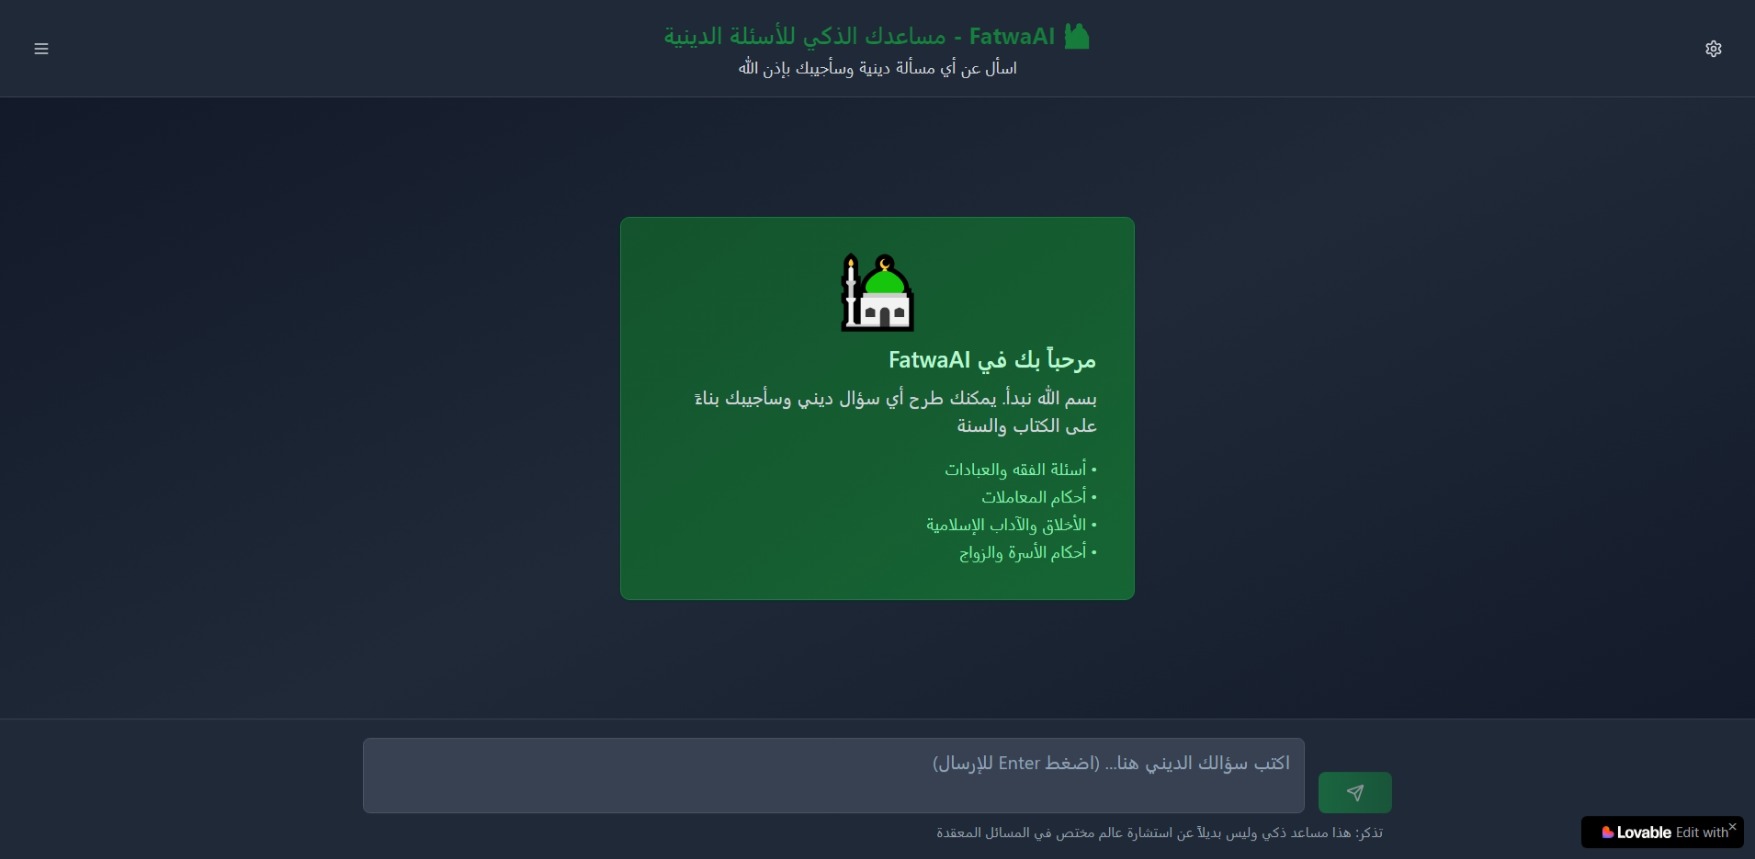 FatwaAI - مساعدك الذكي للأسئلة الدينية
اسأل عن أي مسألة دينية وسأجيبك بإذن الله
مرحباً بك في FatwaAI
بسم الله نبدأ. يمكنك طرح أي سؤال ديني وسأجيبك بناءً
على الكتاب والسنة
• أسئلة الفقه والعبادات
• أحكام المعاملات
• الأخلاق والآداب الإسلامية
• أحكام الأسرة والزواج
اكتب سؤالك الديني هنا... (اضغط Enter للإرسال)
تذكر: هذا مساعد ذكي وليس بديلاً عن استشارة عالم مختص في المسائل المعقدة
Lovable Edit with